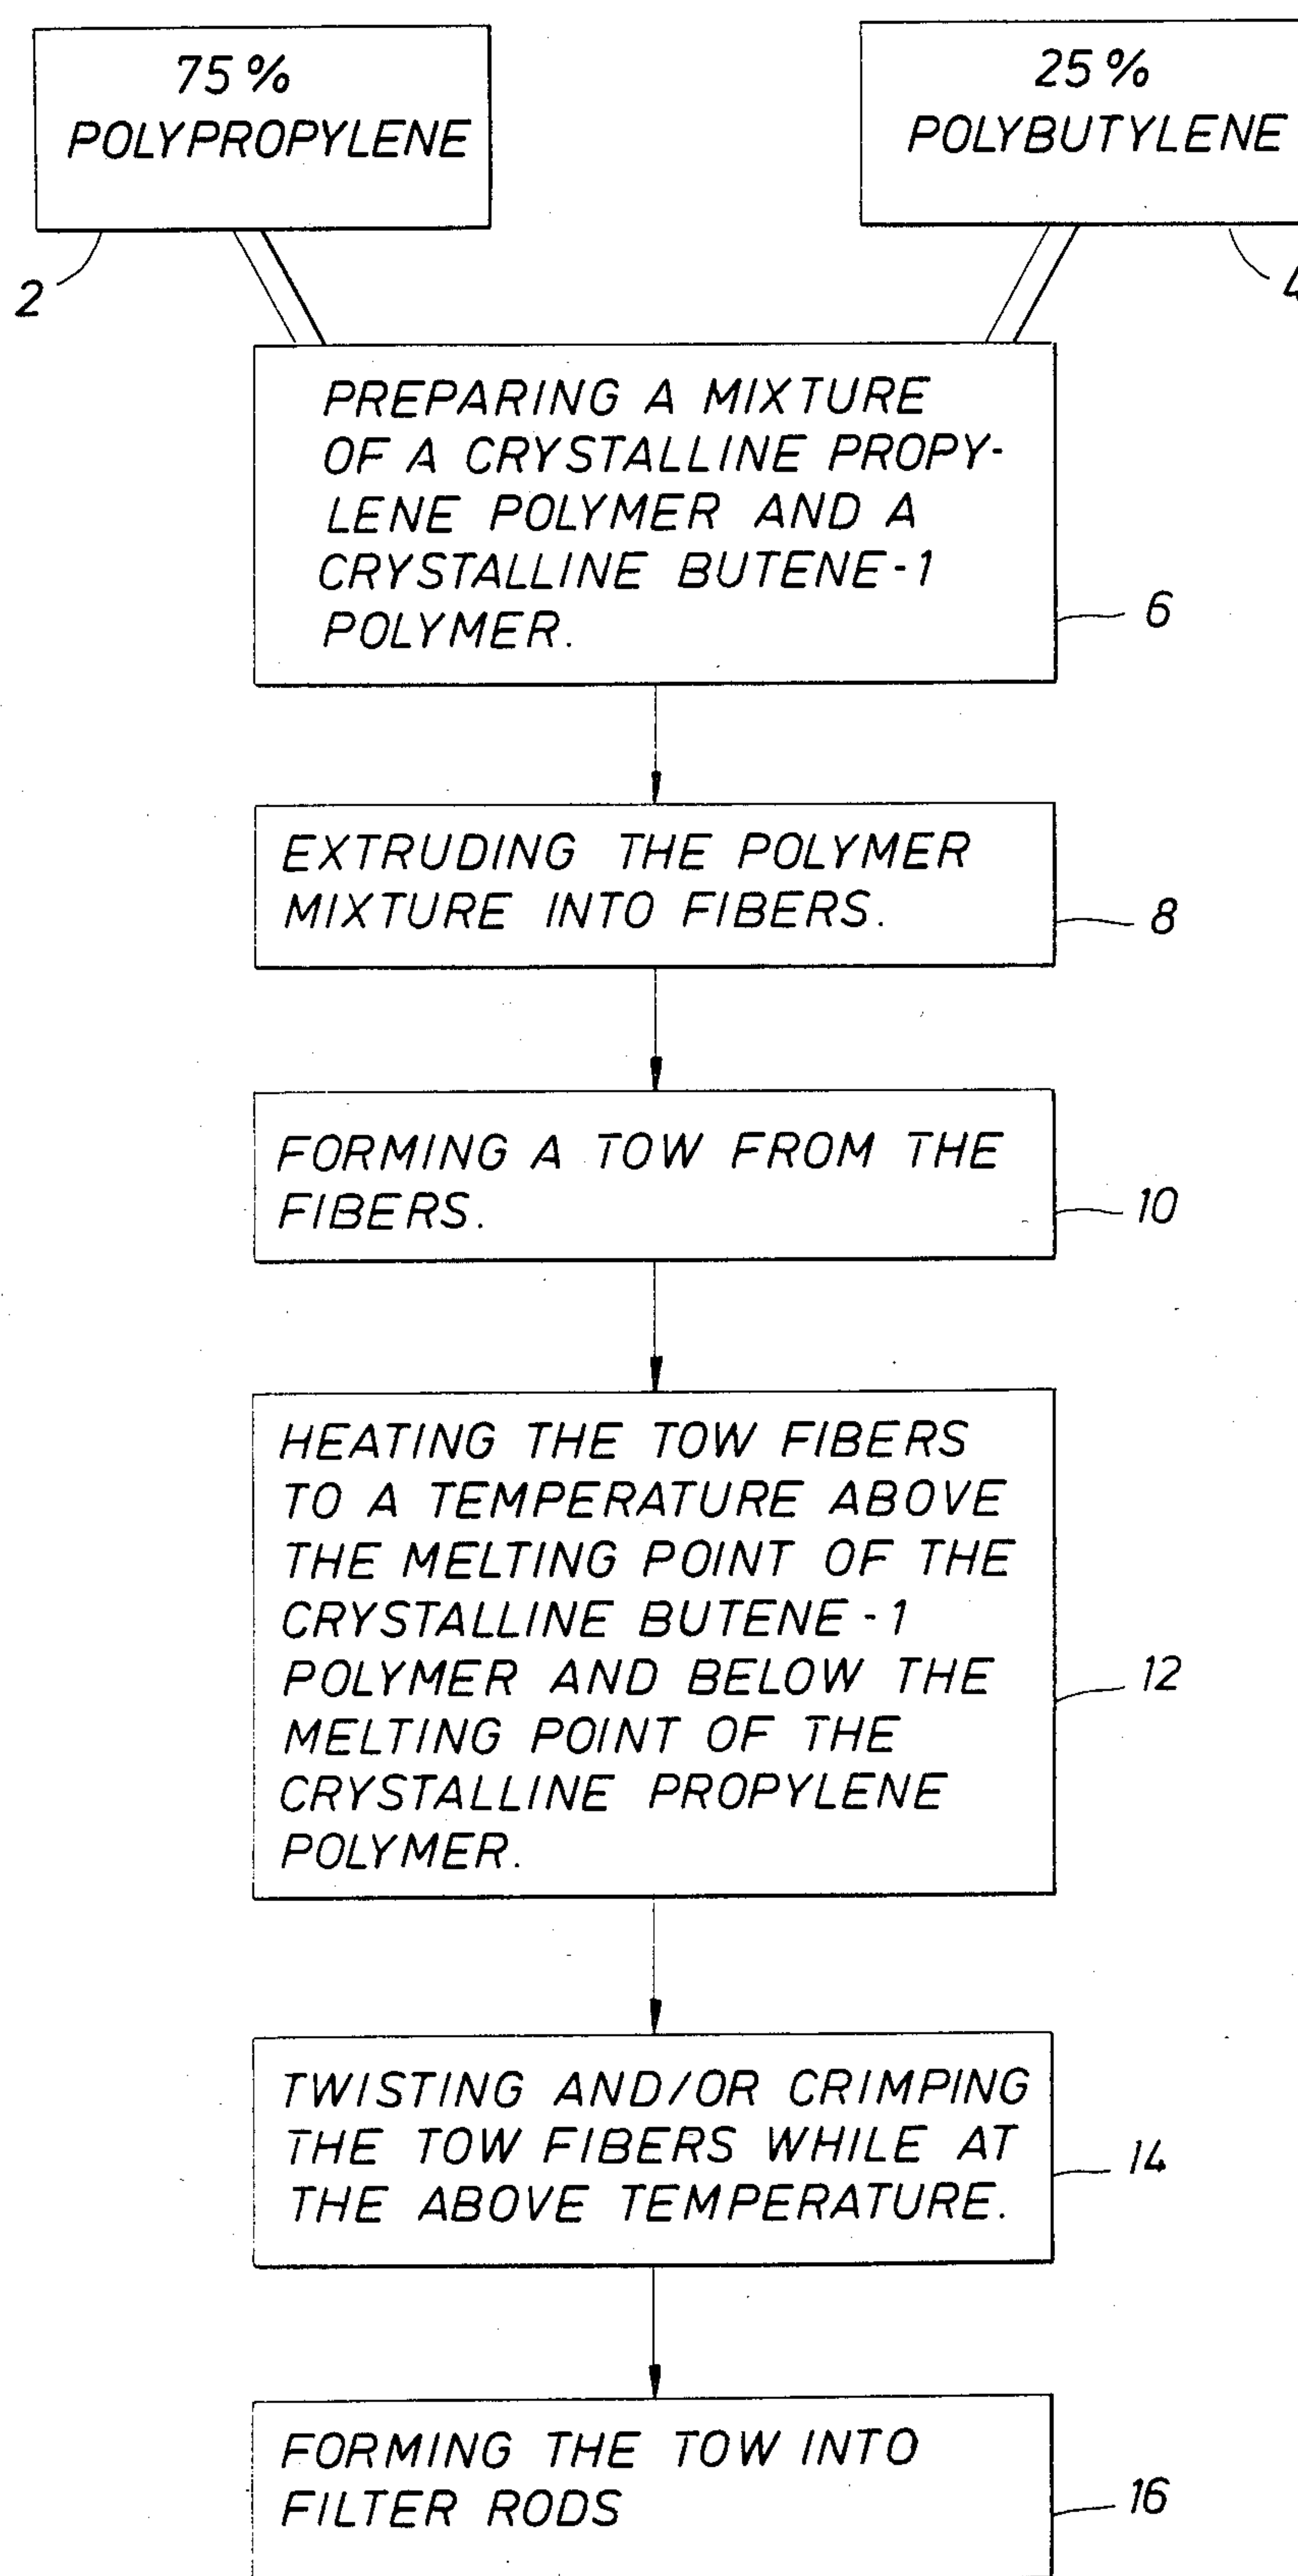 75%
POLYPROPYLENE
25%
POLYBUTYLENE
2
4
PREPARING A MIXTURE
OF A CRYSTALLINE PROPY-
LENE POLYMER AND A
CRYSTALLINE BUTENE-1
POLYMER.
6
EXTRUDING THE POLYMER
MIXTURE INTO FIBERS.
8
FORMING A TOW FROM THE
FIBERS.
10
HEATING THE TOW FIBERS
TO A TEMPERATURE ABOVE
THE MELTING POINT OF THE
CRYSTALLINE BUTENE-1
POLYMER AND BELOW THE
MELTING POINT OF THE
CRYSTALLINE PROPYLENE
POLYMER.
12
TWISTING AND/OR CRIMPING
THE TOW FIBERS WHILE AT
THE ABOVE TEMPERATURE.
14
FORMING THE TOW INTO
FILTER RODS
16